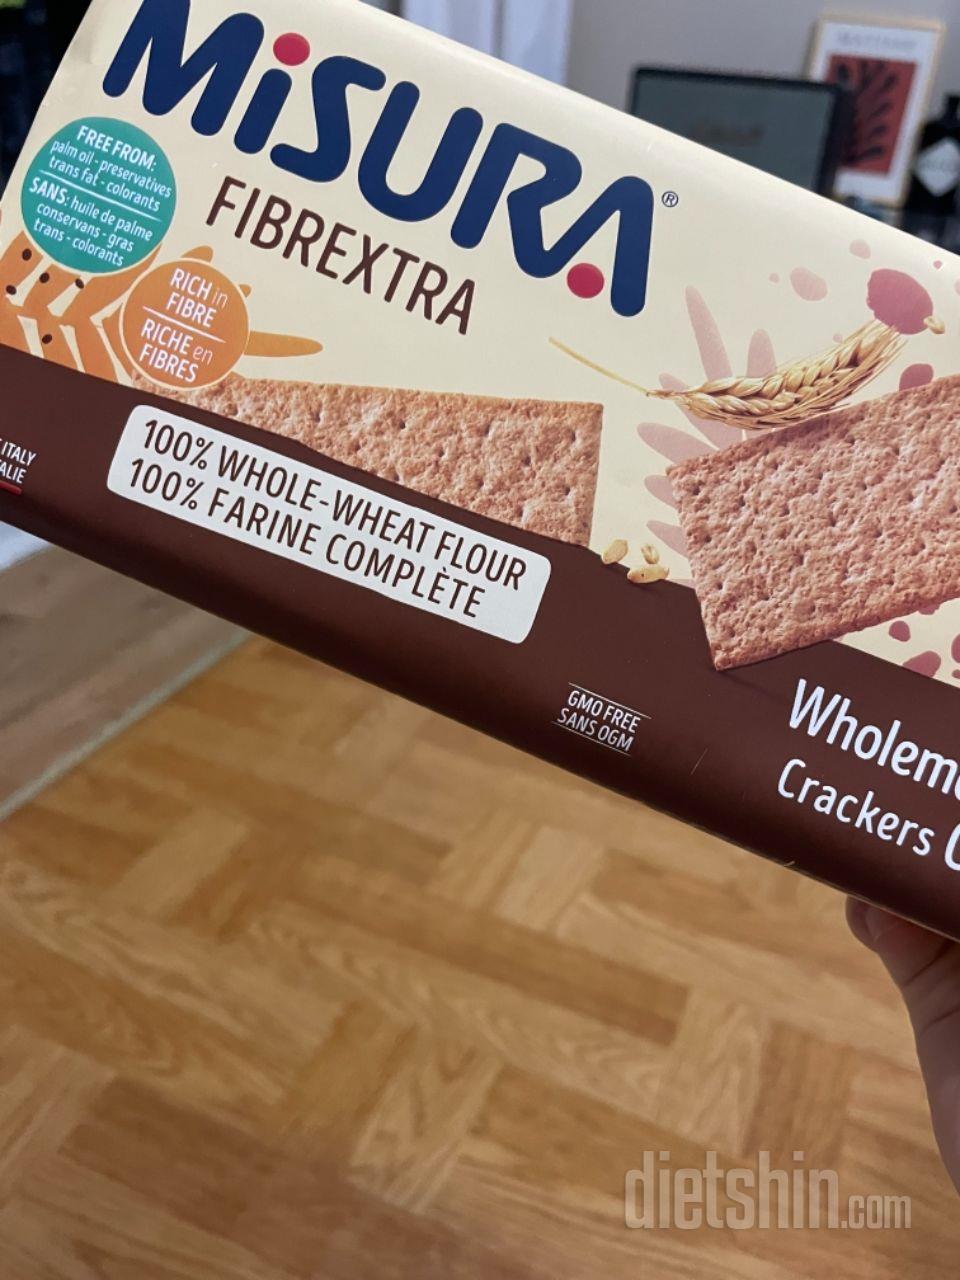 MiSURA®
FIBREXTRA
FREE FROM:
palm oil - preservatives
trans fat - colorants
SANS: huile de palme
conservans - gras
trans - colorants
RICH in
FIBRE
RICHE en
FIBRES
ITALY
100% WHOLE-WHEAT FLOUR
100% FARINE COMPLÈTE
GMO FREE
SANS OGM
Crackers
dietshin.com